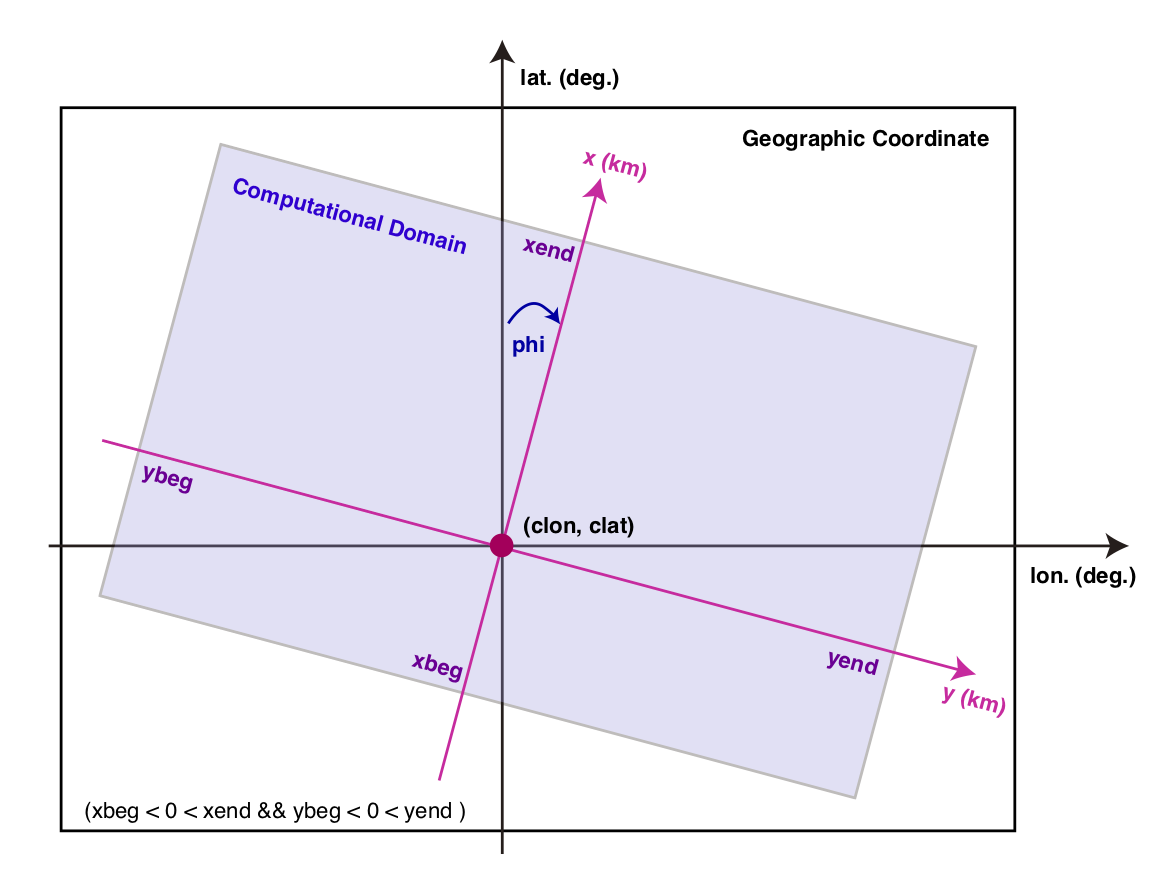 lat. (deg.)
Geographic Coordinate
x (km)
Computational Domain
xend
phi
ybeg
(clon, clat)
lon. (deg.)
xbeg
yend
y (km)
(xbeg < 0 < xend && ybeg < 0 < yend )